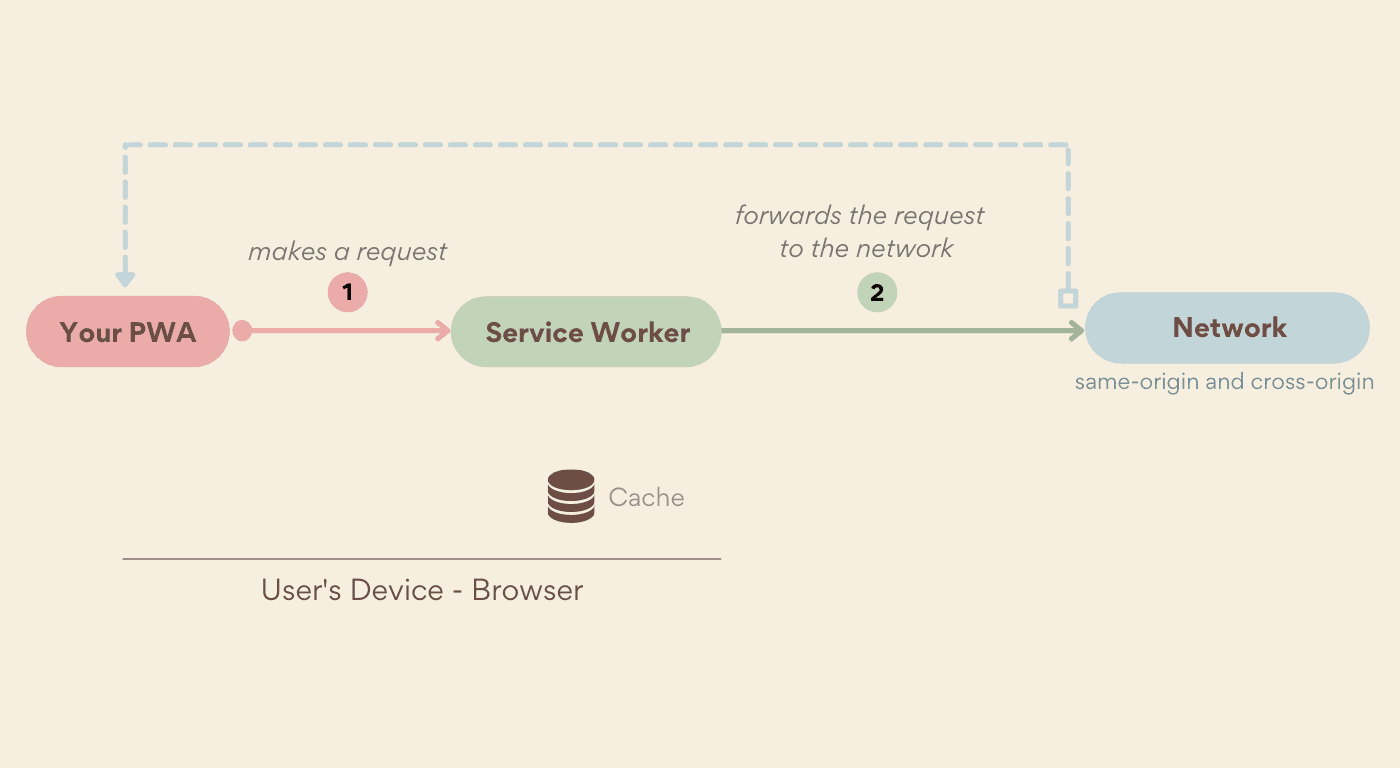 forwards the request
to the network
makes a request
1
2
Your PWA
Service Worker
Network
same-origin and cross-origin
Cache
User's Device - Browser